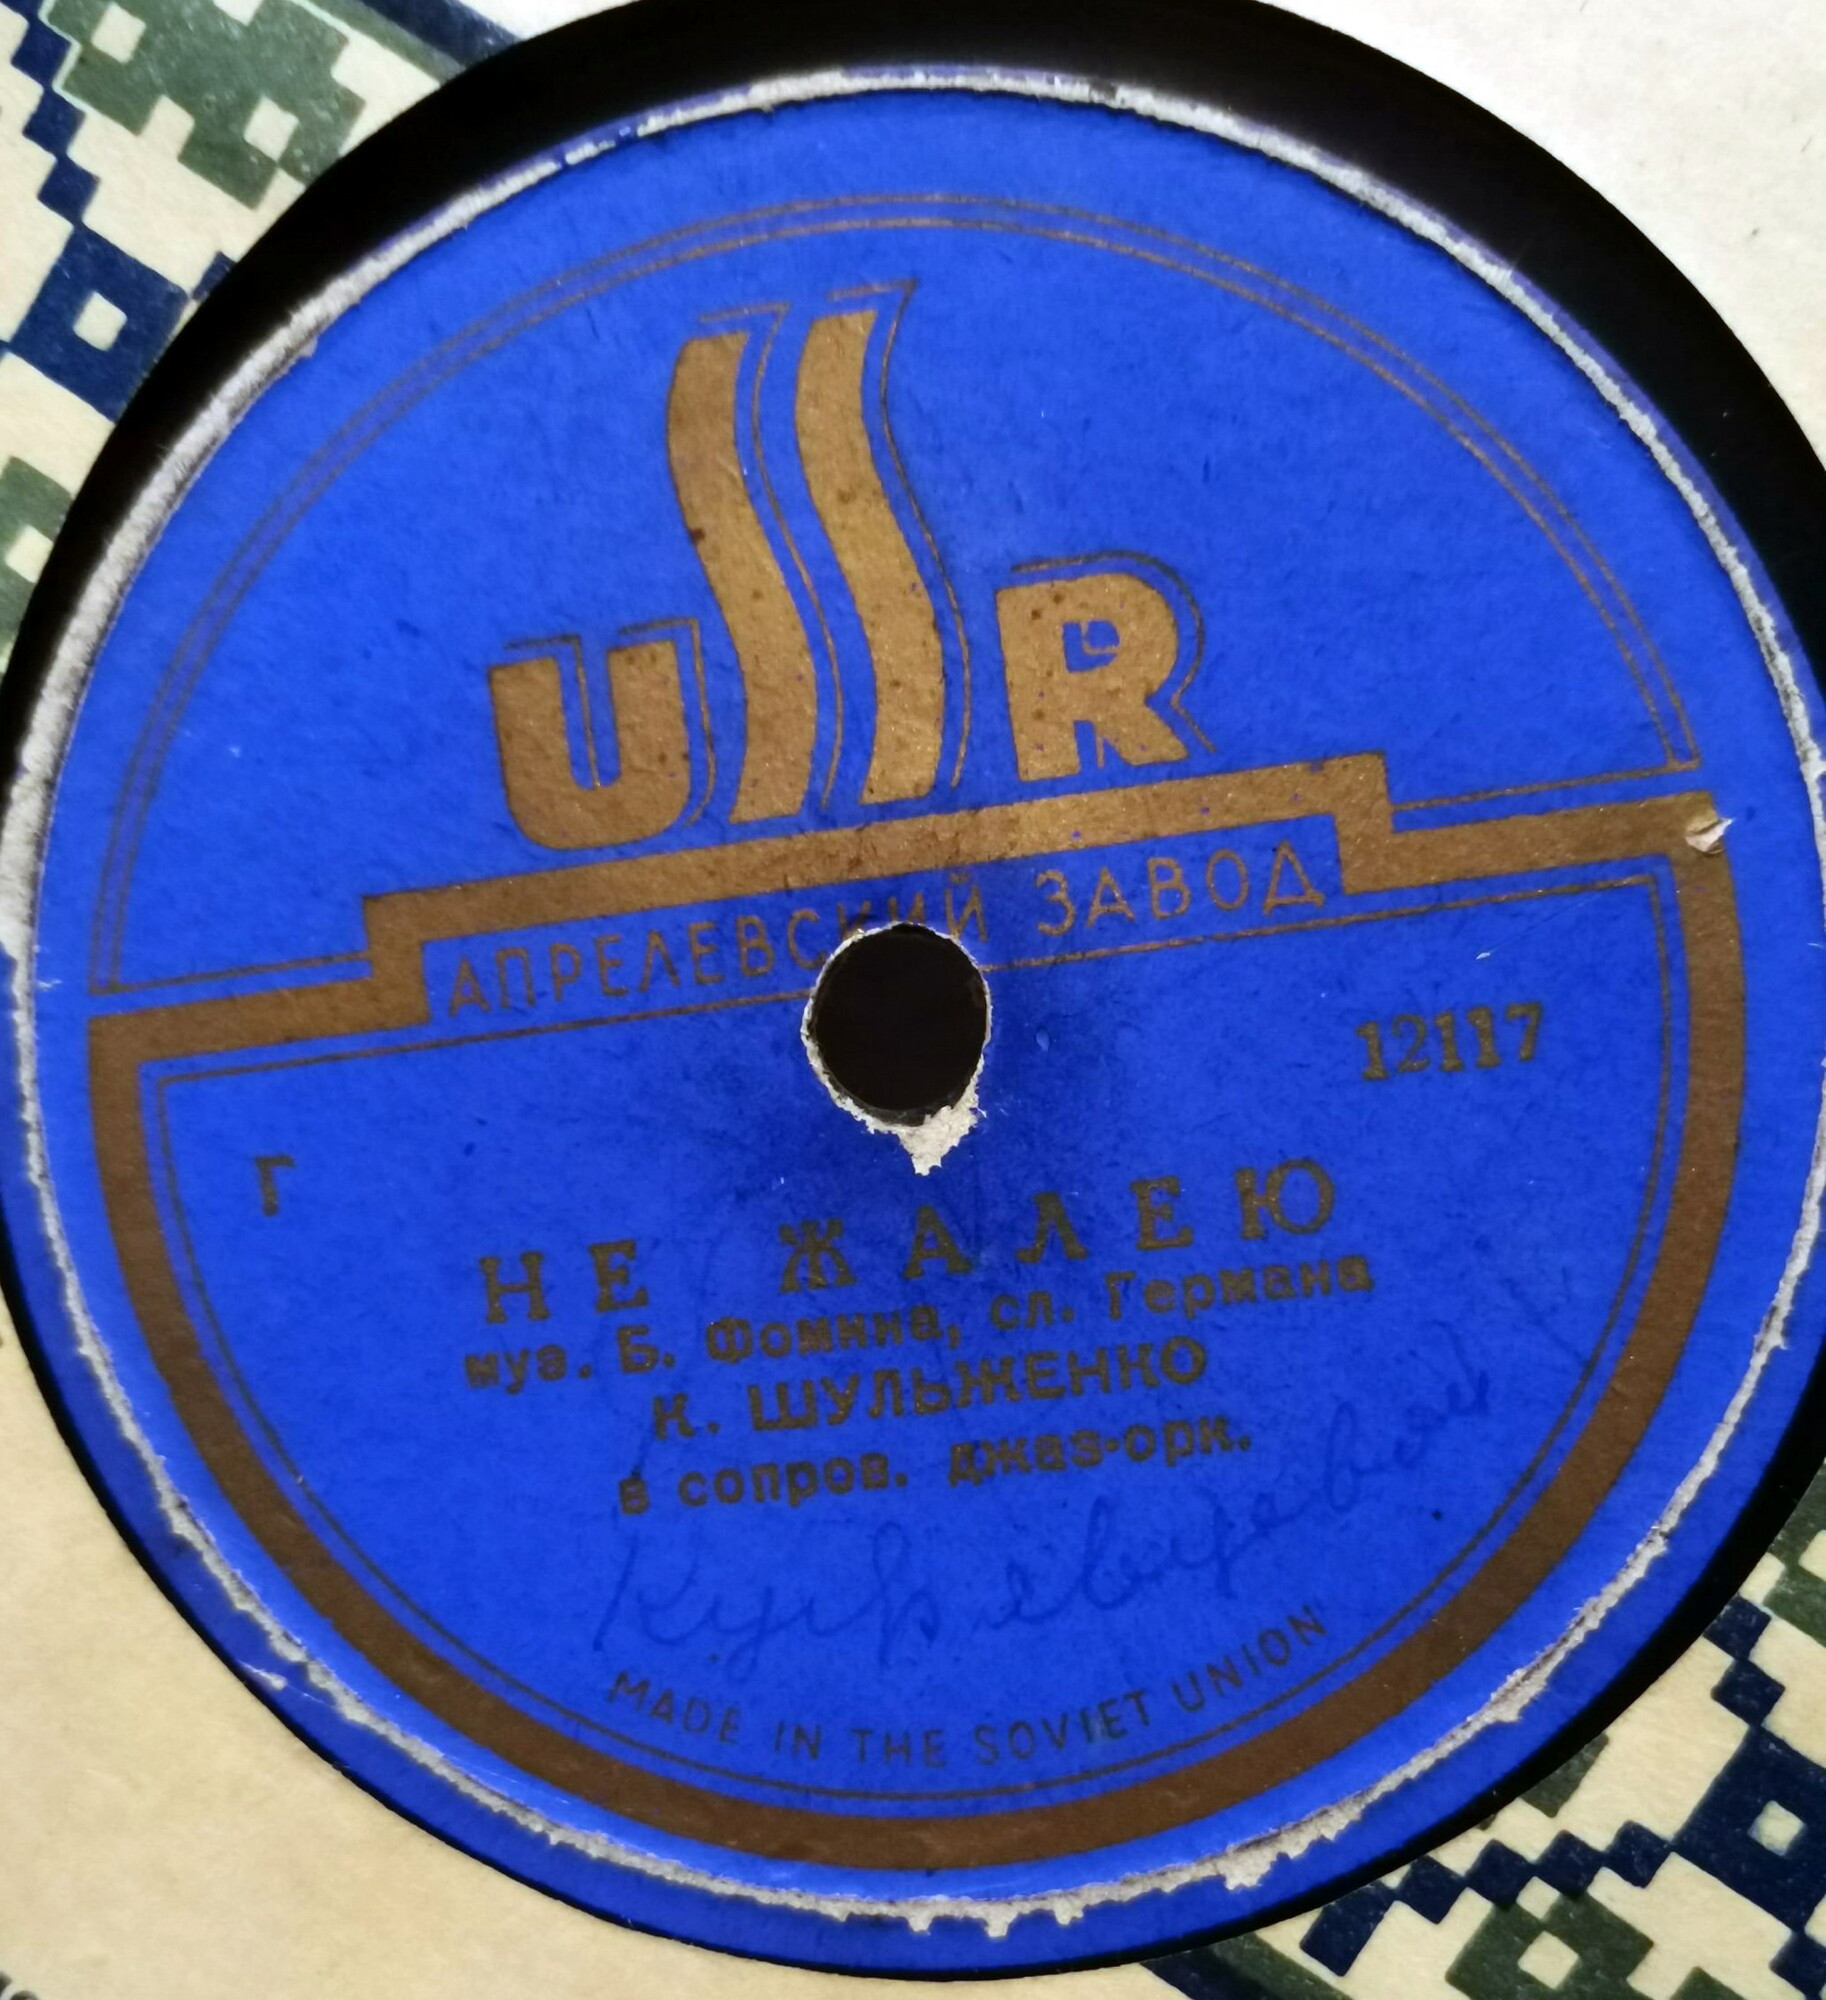 USSR
АПРЕЛЕВСКИЙ ЗАВОД
12117
Г
НЕ ЖАЛЕЮ
муз. Б. Фомина, сл. Германа
К. ШУЛЬЖЕНКО
в сопров. джаз-орк.
MADE IN THE SOVIET UNION